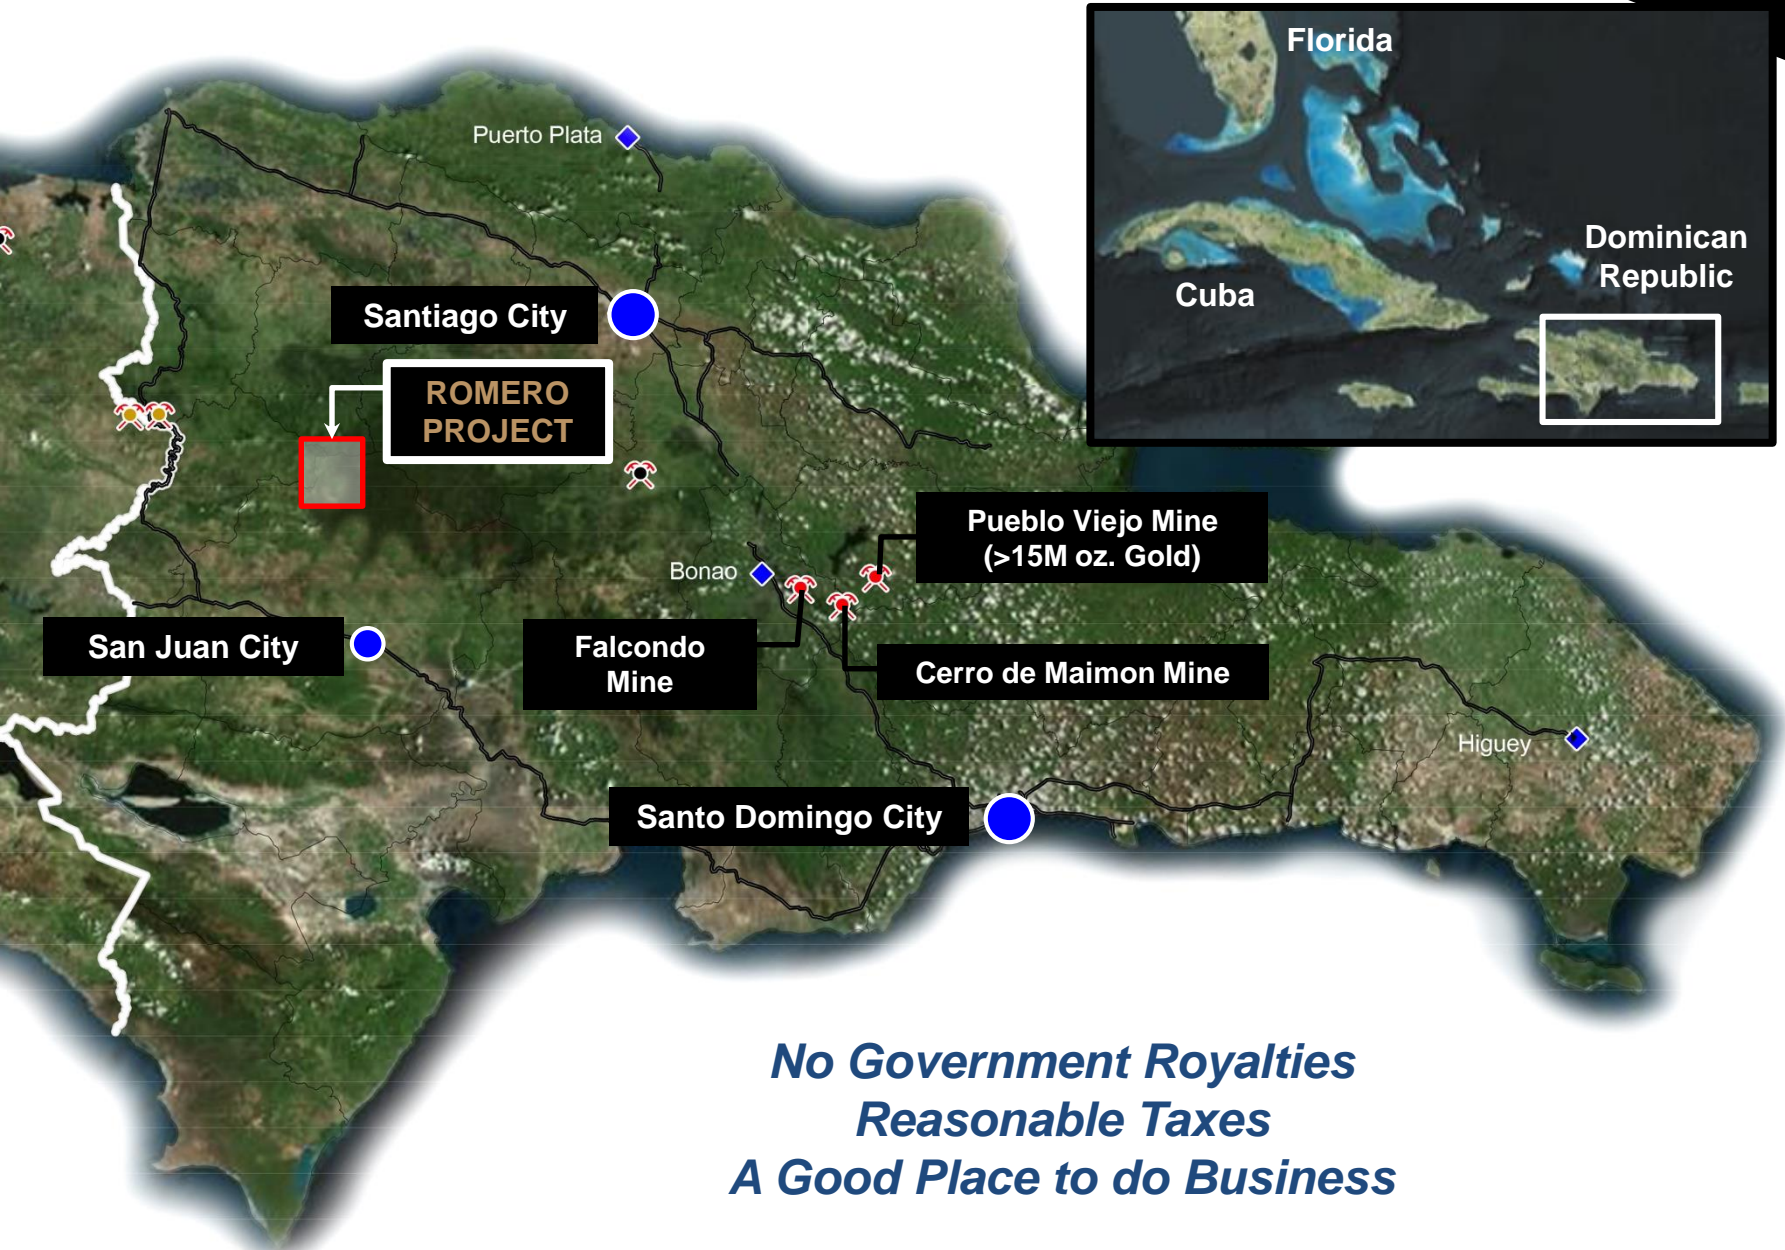 Florida
Puerto Plata
Dominican
Republic
Cuba
Santiago City
ROMERO
PROJECT
Pueblo Viejo Mine
(>15M oz. Gold)
Bonao
San Juan City
Falcondo
Mine
Cerro de Maimon Mine
Higuey
Santo Domingo City
No Government Royalties
Reasonable Taxes
A Good Place to do Business